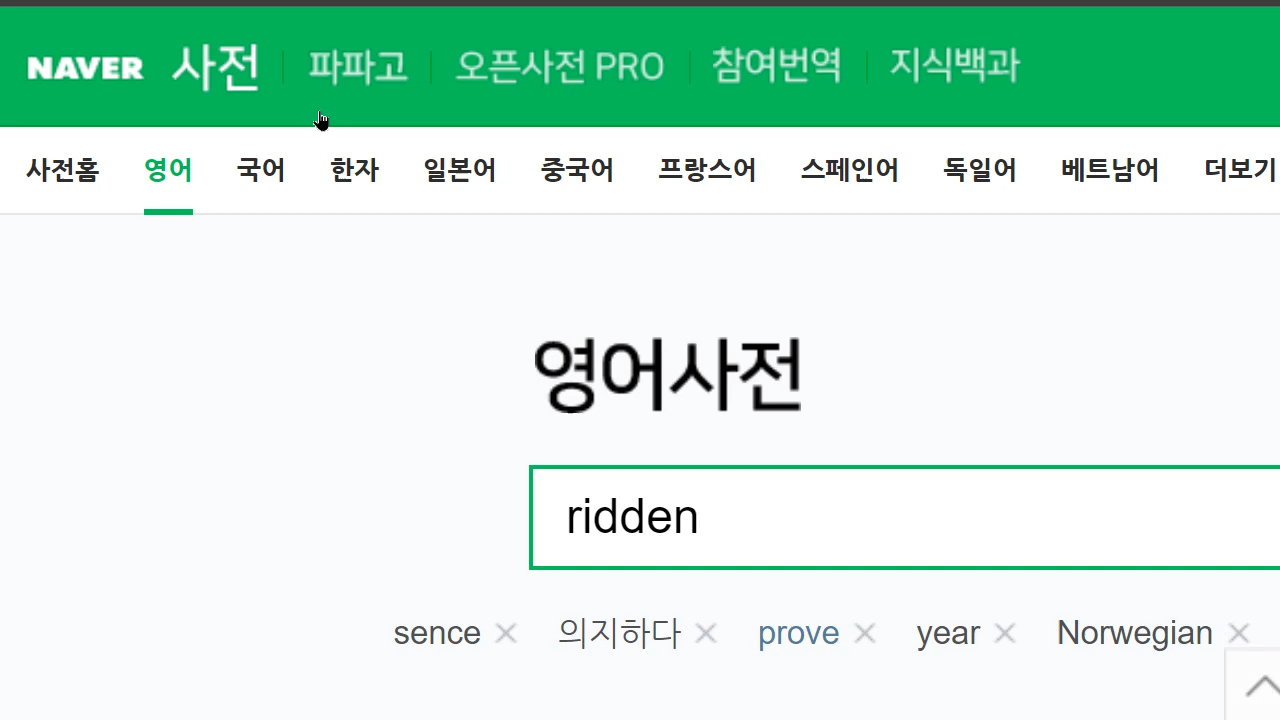 NAVER 사전 파파고 오픈사전 PRO 참여번역 지식백과
사전홈 영어 국어 한자 일본어 중국어 프랑스어 스페인어 독일어 베트남어 더보기
영어사전
ridden
sence 의지하다 prove year Norwegian